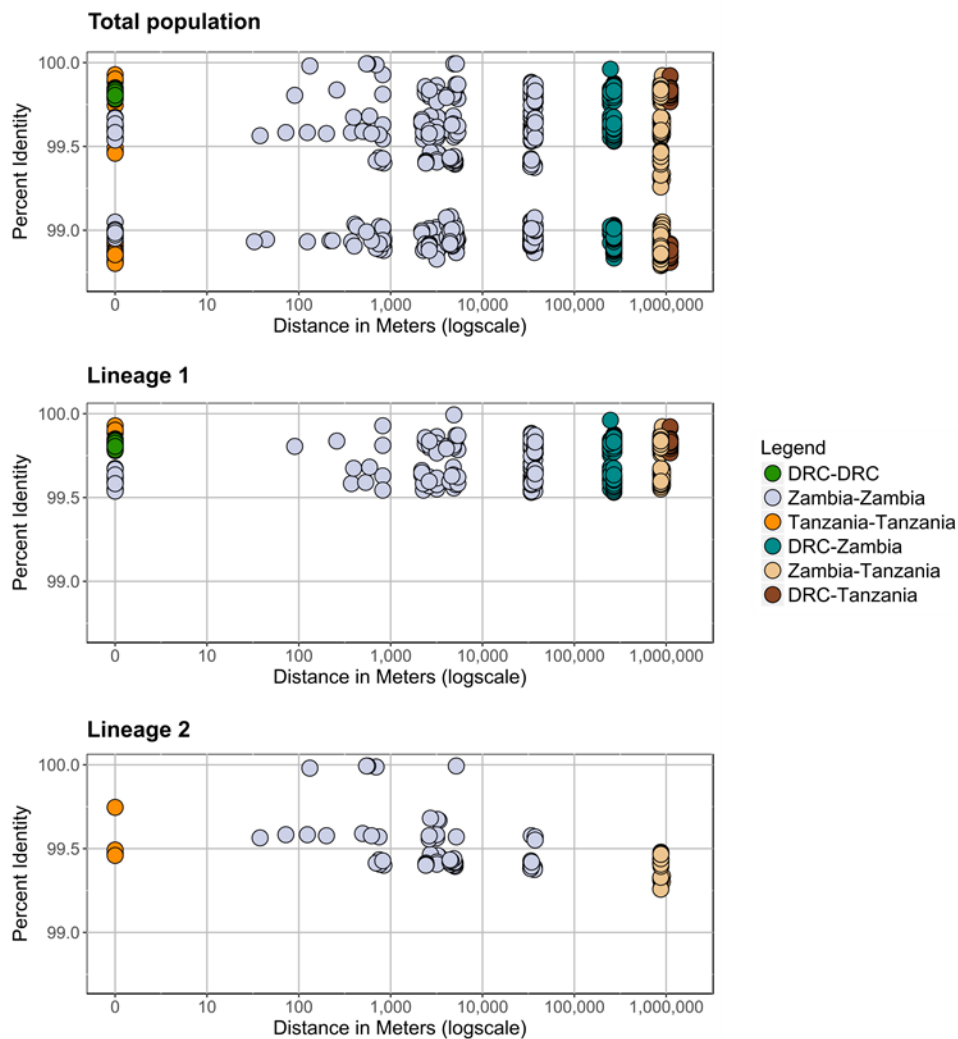 Total population
100.0
99.5
99.0
Percent Identity
0 10 100 1,000 10,000 100,000 1,000,000
Distance in Meters (logscale)
Lineage 1
100.0
99.5
99.0
Percent Identity
0 10 100 1,000 10,000 100,000 1,000,000
Distance in Meters (logscale)
Legend
DRC-DRC
Zambia-Zambia
Tanzania-Tanzania
DRC-Zambia
Zambia-Tanzania
DRC-Tanzania
Lineage 2
100.0
99.5
99.0
Percent Identity
0 10 100 1,000 10,000 100,000 1,000,000
Distance in Meters (logscale)